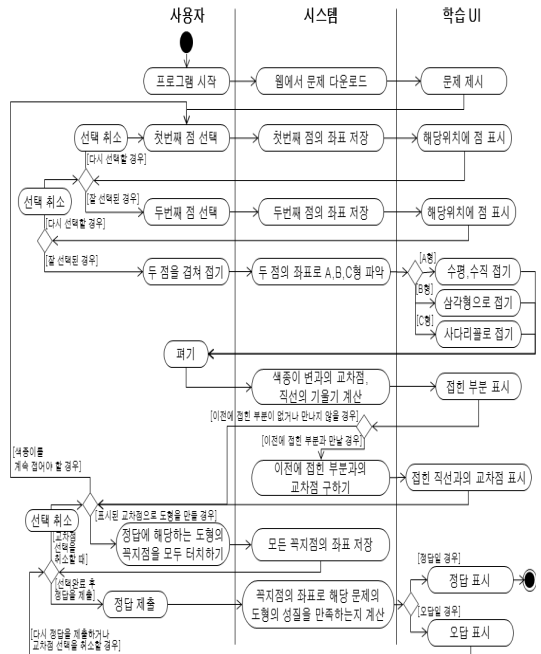 사용자
시스템
학습 UI
프로그램 시작
웹에서 문제 다운로드
문제 제시
선택 취소
첫번째 점 선택
첫번째 점의 좌표 저장
해당위치에 점 표시
[다시 선택할 경우]
선택 취소
[잘 선택된 경우]
두번째 점 선택
두번째 점의 좌표 저장
해당위치에 점 표시
[다시 선택할 경우]
[잘 선택된 경우]
두 점을 겹쳐 접기
두 점의 좌표로 A,B,C형 파악
[A형]
수평,수직 접기
[B형]
삼각형으로 접기
[C형]
사다리꼴로 접기
펴기
색종이 변과의 교차점,
직선의 기울기 계산
접힌 부분 표시
[이전에 접힌 부분이 없거나 만나지 않을 경우]
[이전에 접힌 부분과 만날 경우]
[색종이를
계속 접어야 할 경우]
이전에 접힌 부분과의
교차점 구하기
접힌 직선과의 교차점 표시
선택 취소
[표시된 교차점으로 도형을 만들 경우]
[교차점
선택을
취소할 때]
정답에 해당하는 도형의
꼭지점을 모두 터치하기
모든 꼭지점의 좌표 저장
[선택완료 후
정답을 제출]
정답 제출
꼭지점의 좌표로 해당 문제의
도형의 성질을 만족하는지 계산
[정답일 경우]
정답 표시
[오답일 경우]
오답 표시
[다시 정답을 제출하거나
교차점 선택을 취소할 경우]